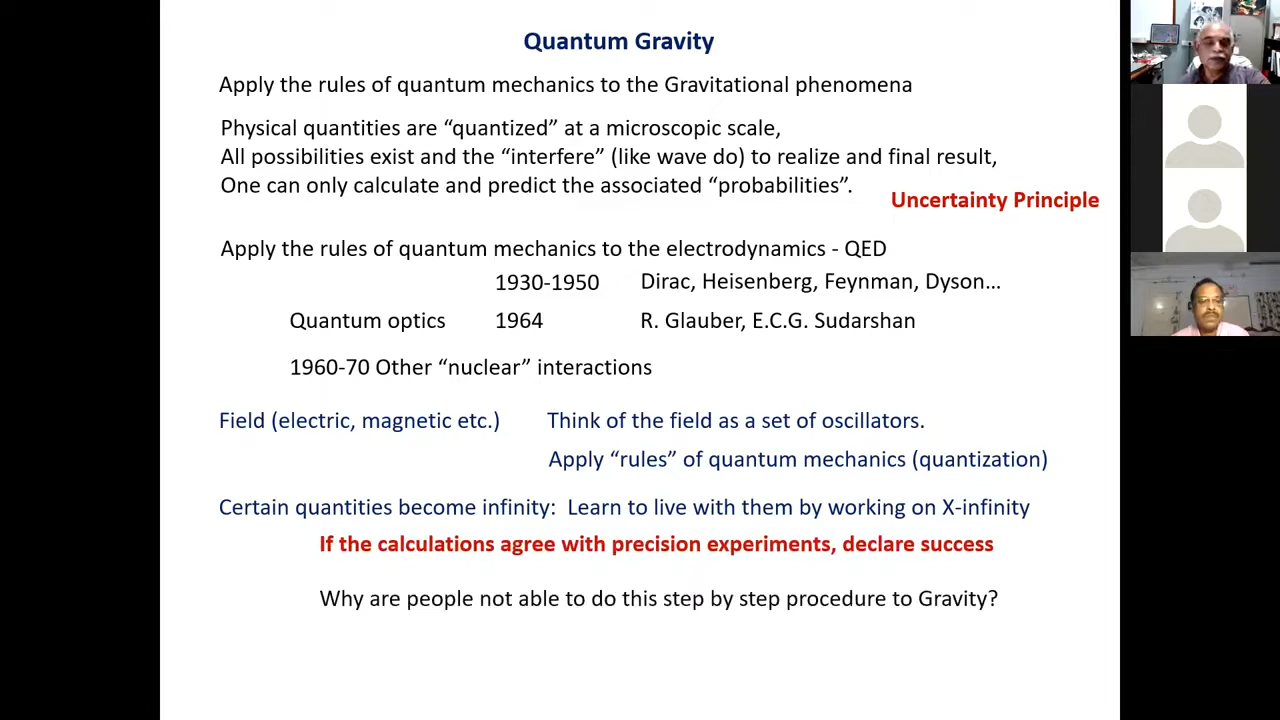 Quantum Gravity
Apply the rules of quantum mechanics to the Gravitational phenomena
Physical quantities are “quantized” at a microscopic scale,
All possibilities exist and the “interfere” (like wave do) to realize and final result,
One can only calculate and predict the associated “probabilities”.
Uncertainty Principle
Apply the rules of quantum mechanics to the electrodynamics - QED
1930-1950 Dirac, Heisenberg, Feynman, Dyson…
Quantum optics 1964 R. Glauber, E.C.G. Sudarshan
1960-70 Other “nuclear” interactions
Field (electric, magnetic etc.) Think of the field as a set of oscillators.
Apply “rules” of quantum mechanics (quantization)
Certain quantities become infinity: Learn to live with them by working on X-infinity
If the calculations agree with precision experiments, declare success
Why are people not able to do this step by step procedure to Gravity?